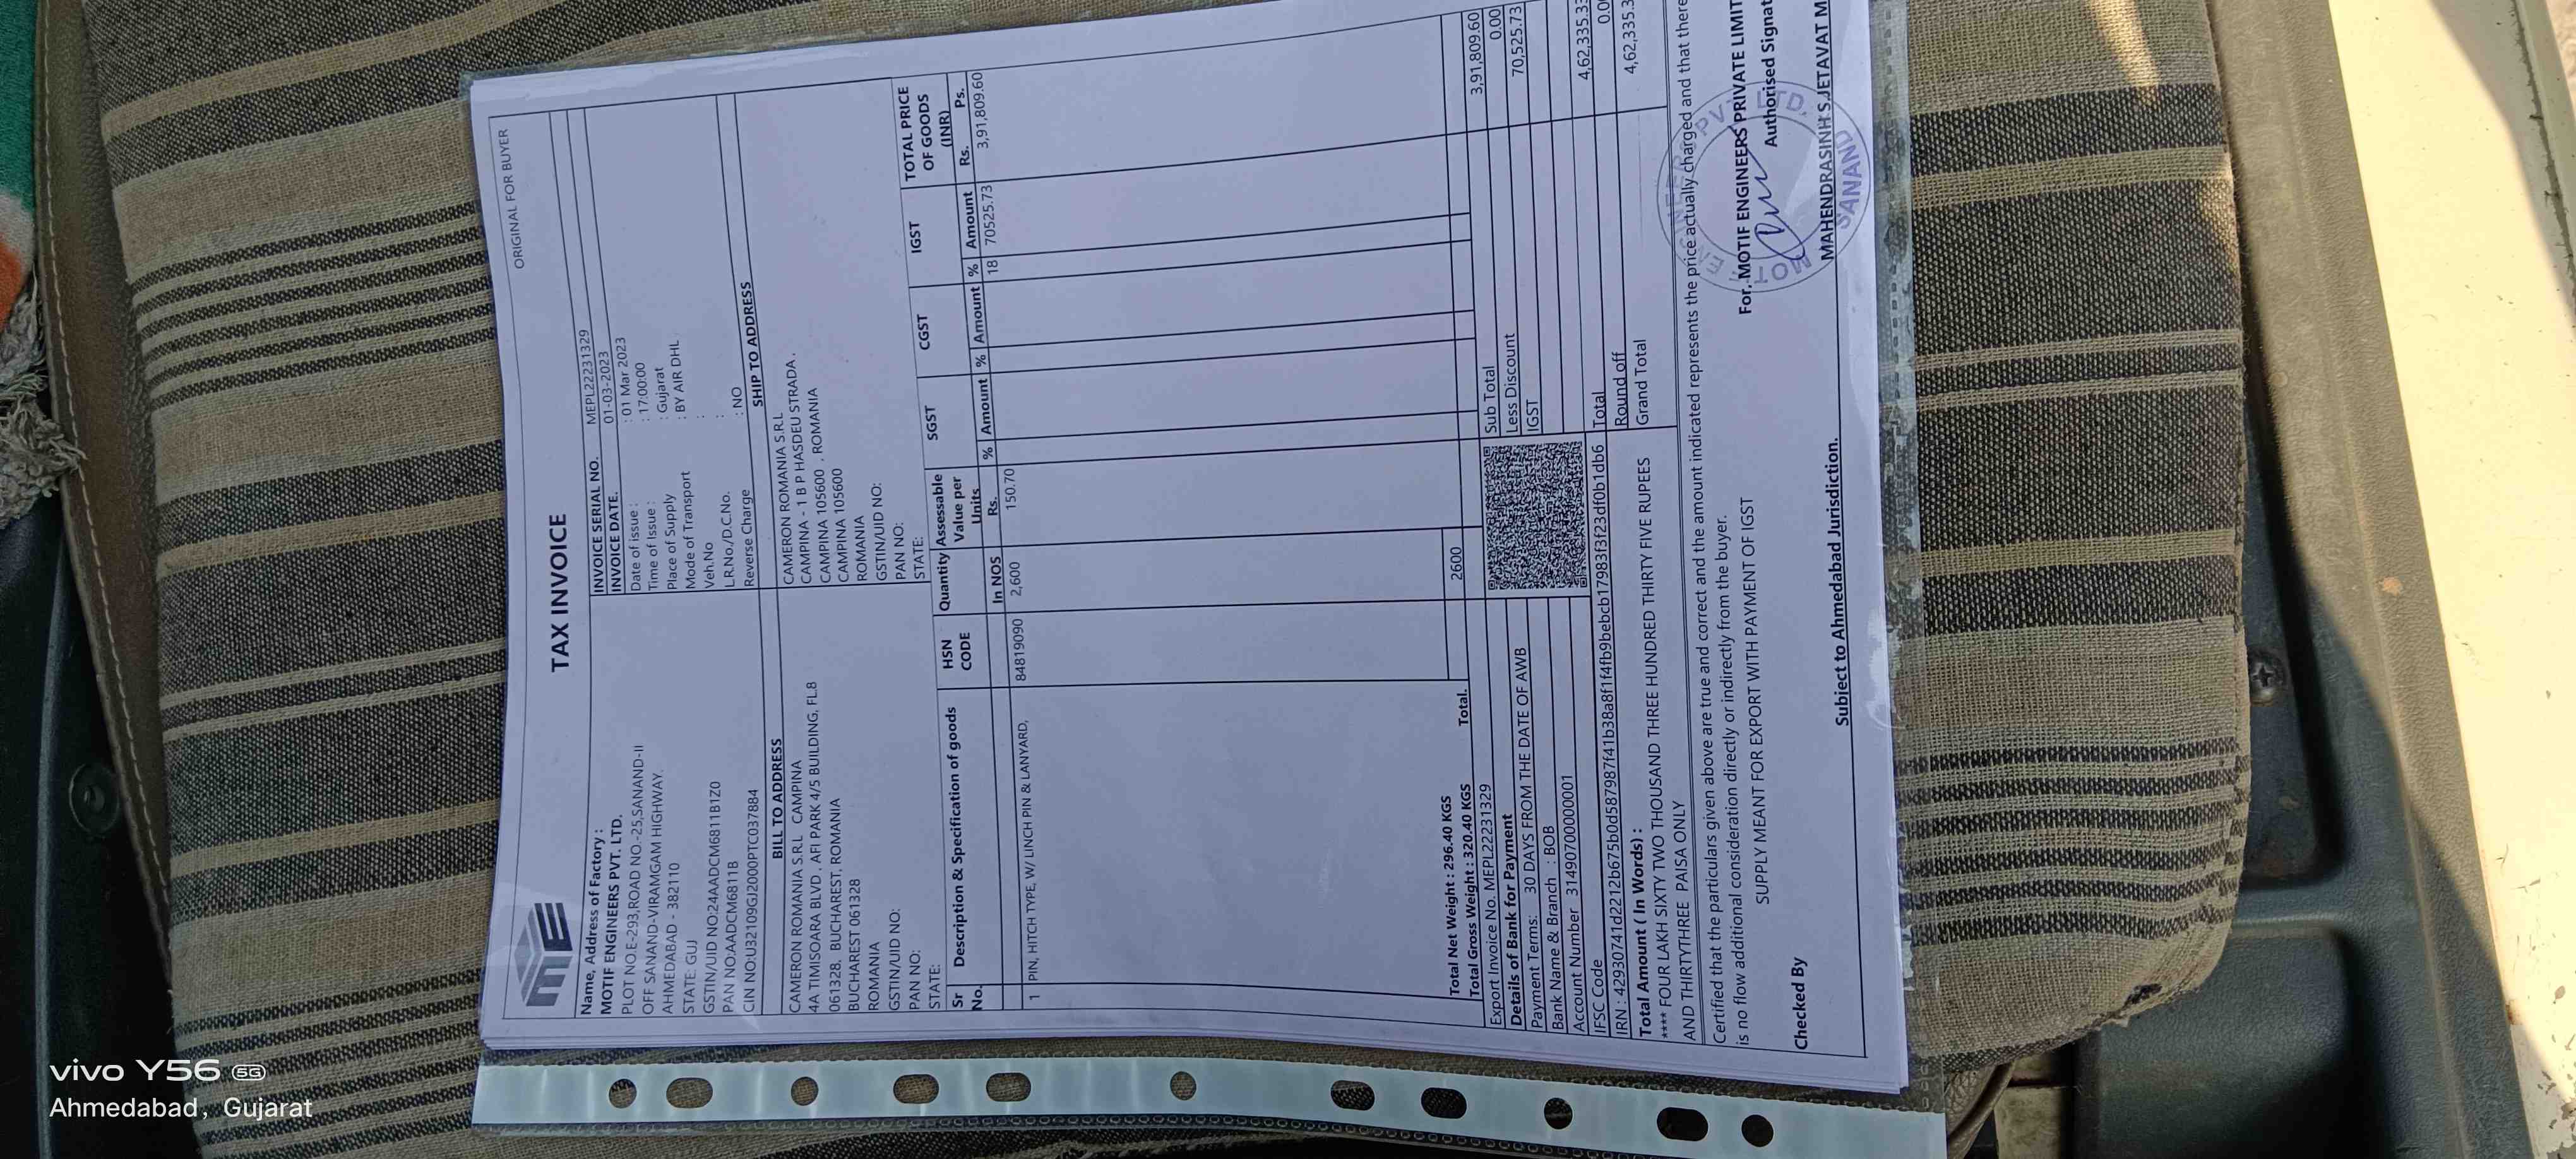 ORIGINAL FOR BUYER
ME
TAX INVOICE
Name, Address of Factory :
MOTIF ENGINEERS PVT. LTD.
PLOT NO.E-293,ROAD NO.-25,SANAND-II
OFF SANAND-VIRAMGAM HIGHWAY.
AHMEDABAD - 382110
STATE: GUJ
GSTIN/UID NO:24AADCM6811B1Z0
PAN NO:AADCM6811B
CIN NO:U32109GJ2000PTC037884
INVOICE SERIAL NO. MEPL22231329
INVOICE DATE. 01-03-2023
Date of issue : : 01 Mar 2023
Time of Issue : : 17:00:00
Place of Supply : Gujarat
Mode of Transport : BY AIR DHL
Veh.No :
L.R.No./D.C.No. :
Reverse Charge : NO
BILL TO ADDRESS
CAMERON ROMANIA S.R.L CAMPINA
4A TIMISOARA BLVD , AFI PARK 4/5 BUILDING, FL.8
061328. BUCHAREST, ROMANIA
BUCHAREST 061328
ROMANIA
GSTIN/UID NO:
PAN NO:
STATE:
SHIP TO ADDRESS
CAMERON ROMANIA S.R.L
CAMPINA - 1 B P HASDEU STRADA ,
CAMPINA 105600 , ROMANIA
CAMPINA 105600
ROMANIA
GSTIN/UID NO:
PAN NO:
STATE:
Sr No. Description & Specification of goods HSN CODE Quantity Assessable Value per Units SGST CGST IGST TOTAL PRICE OF GOODS (INR)
In NOS Rs. % Amount % Amount % Amount Rs. Ps.
1 PIN, HITCH TYPE, W/ LINCH PIN & LANYARD, 84819090 2,600 150.70 18 70525.73 3,91,809.60
Total Net Weight : 296.40 KGS
Total Gross Weight : 320.40 KGS Total. 2600
Export Invoice No. MEPL22231329
Details of Bank for Payment
Payment Terms: 30 DAYS FROM THE DATE OF AWB
Bank Name & Branch : BOB
Account Number 31490700000001
IFSC Code
Sub Total 3,91,809.60
Less Discount 0.00
IGST 70,525.73
Total 4,62,335.33
Round off 0.0
Grand Total 4,62,335.3
IRN : 42930741d2212b675b0d587987f41b38a8f1f4fb9bebcb17983f3f23df0b1db6
Total Amount ( In Words) :
**** FOUR LAKH SIXTY TWO THOUSAND THREE HUNDRED THIRTY FIVE RUPEES
AND THIRTYTHREE PAISA ONLY
Certified that the particulars given above are true and correct and the amount indicated represents the price actually charged and that there
is no flow additional consideration directly or indirectly from the buyer.
SUPPLY MEANT FOR EXPORT WITH PAYMENT OF IGST
For, MOTIF ENGINEERS PRIVATE LIMIT
Authorised Signat
MAHENDRASINH S.JETAVAT M
MOTIF ENGINEERS PVT. LTD.
SANAND
Checked By
Subject to Ahmedabad Jurisdiction.
vivo Y56 5G
Ahmedabad, Gujarat